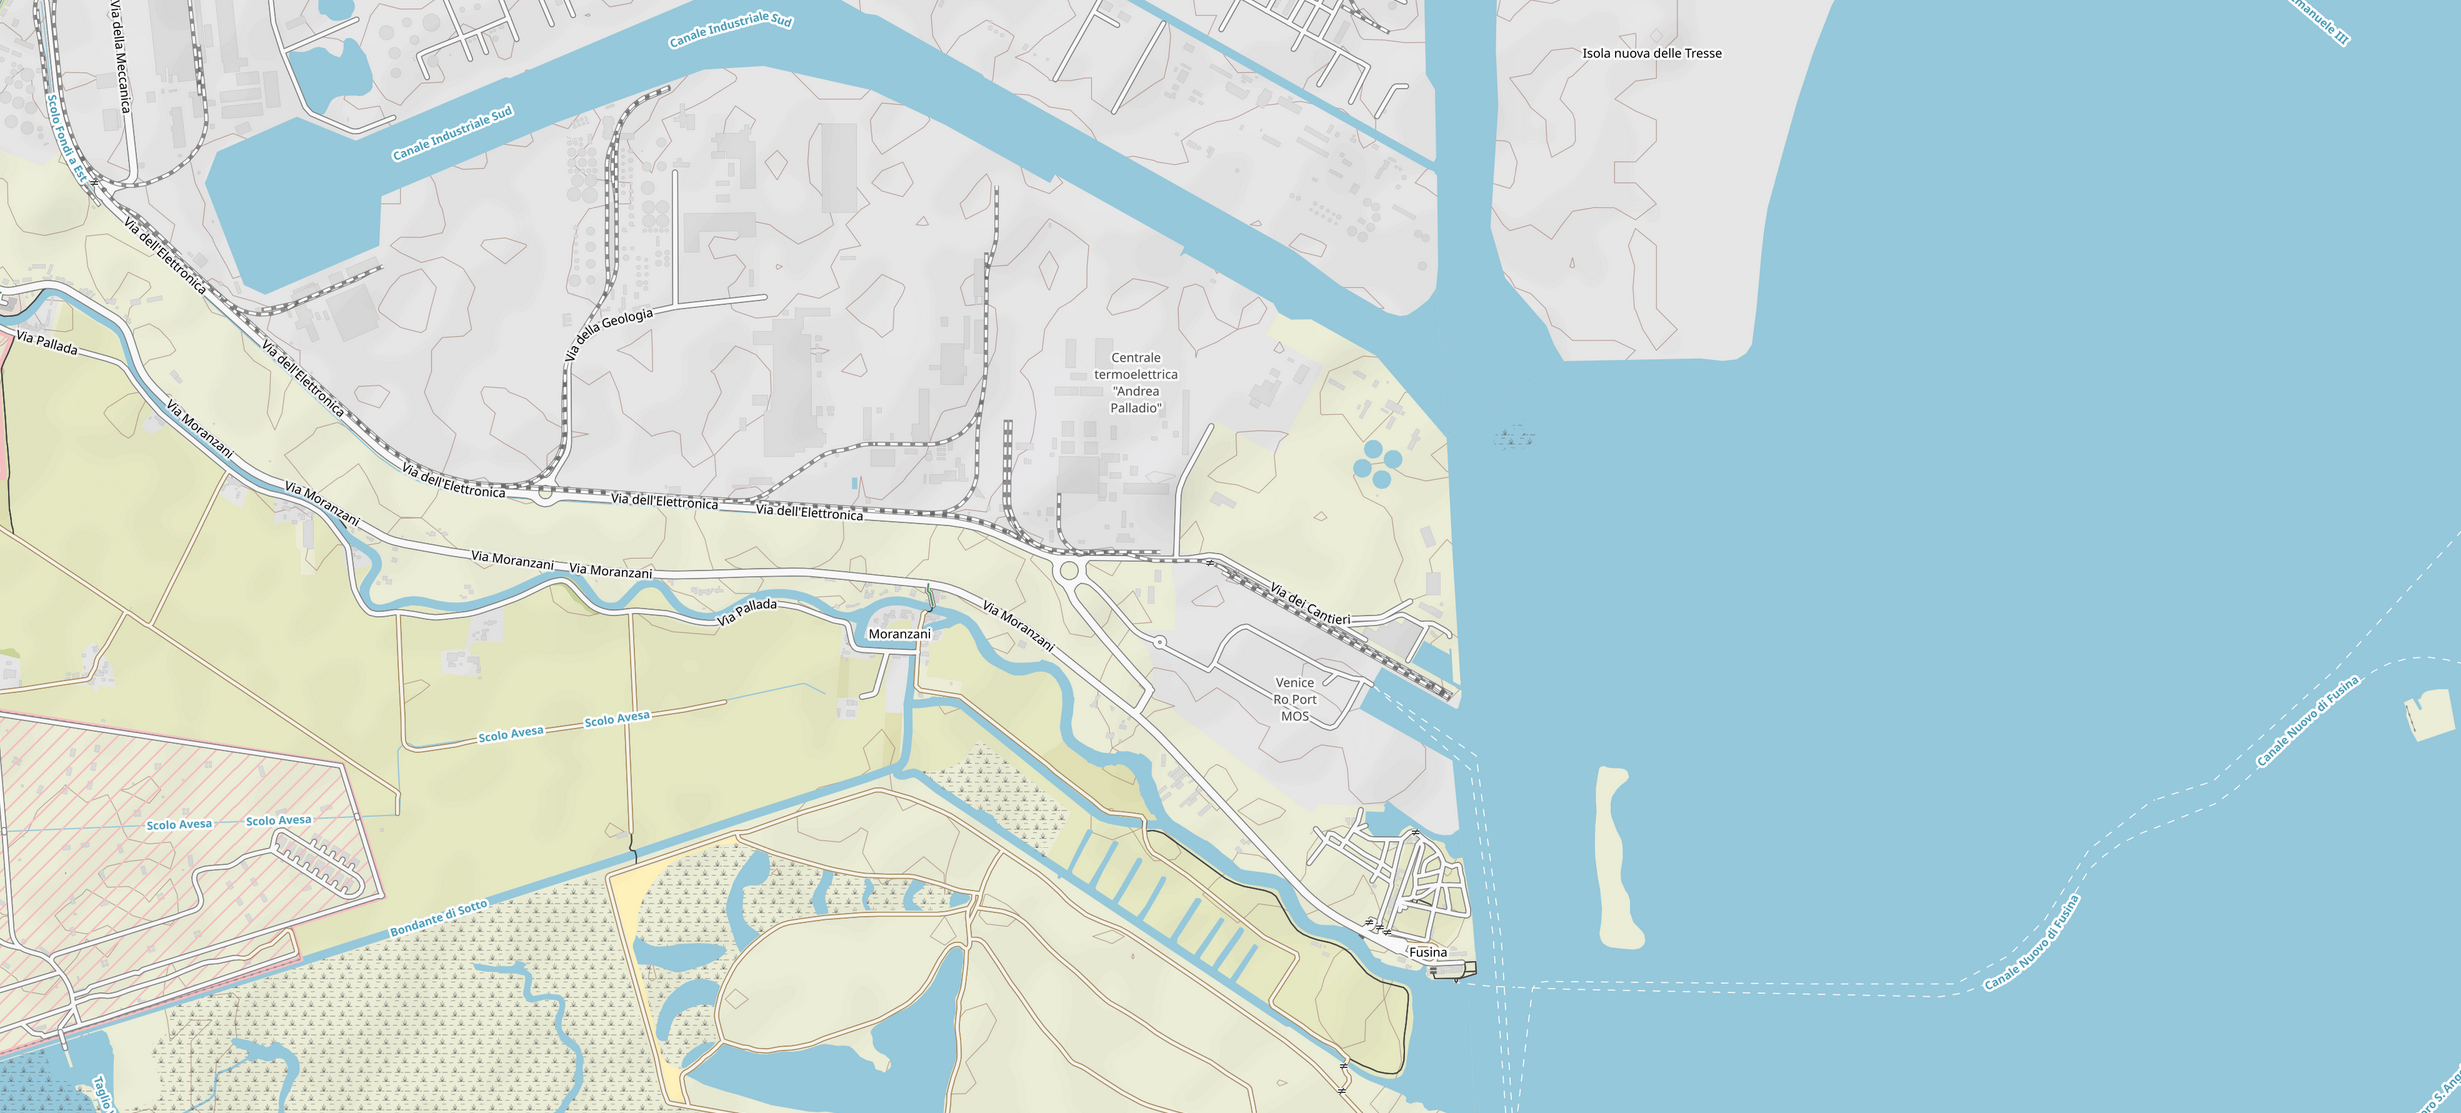 Via della Meccanica
Canale Industriale Sud
Isola nuova delle Tresse
Scolo Fondi a Est
Canale Industriale Sud
Via dell'Elettronica
Via Pallada
Via dell'Elettronica
Via della Geologia
Centrale
termoelettrica
"Andrea
Palladio"
Via Moranzani
Via dell'Elettronica
Via Moranzani
Via dell'Elettronica
Via dell'Elettronica
Via Moranzani
Via Moranzani
Via Pallada
Moranzani
Via Moranzani
Via dei Cantieri
Venice
Ro Port
MOS
Scolo Avesa
Scolo Avesa
Canale Nuovo di Fusina
Scolo Avesa
Scolo Avesa
Bondante di Sotto
Fusina
Canale Nuovo di Fusina
Taglio